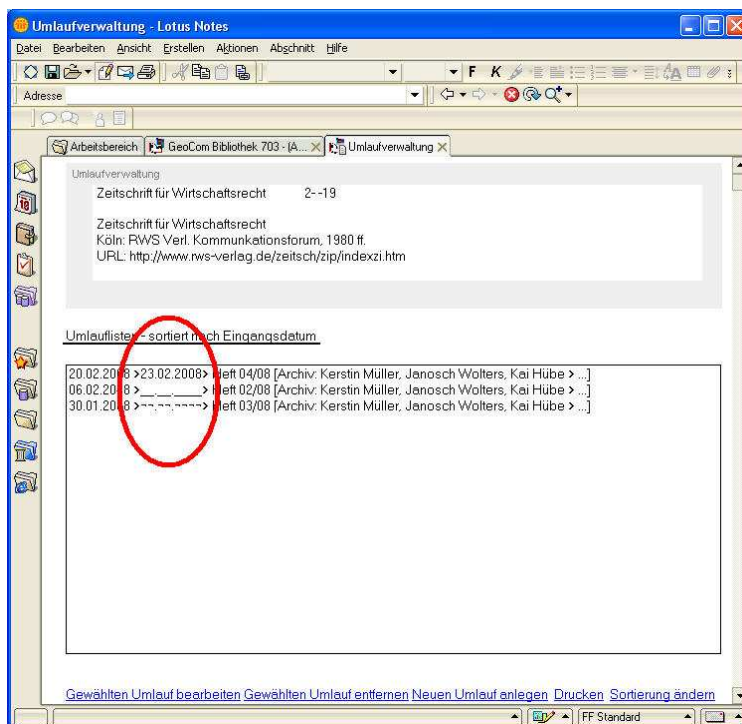 Umlaufverwaltung - Lotus Notes
Datei Bearbeiten Ansicht Erstellen Aktionen Abschnitt Hilfe
F K
Adresse
Arbeitsbereich GeoCom Bibliothek 703 - (A... Umlaufverwaltung
Umlaufverwaltung
Zeitschrift für Wirtschaftsrecht 2--19
Zeitschrift für Wirtschaftsrecht
Köln: RWS Verl. Kommunkationsforum, 1980 ff.
URL: http://www.rws-verlag.de/zeitsch/zip/indexzi.htm
Umlauflisten - sortiert nach Eingangsdatum
20.02.2008 >23.02.2008> Heft 04/08 [Archiv: Kerstin Müller, Janosch Wolters, Kai Hübe > ...]
06.02.2008 >__.__.____> Heft 02/08 [Archiv: Kerstin Müller, Janosch Wolters, Kai Hübe > ...]
30.01.2008 >¬¬.¬¬.¬¬¬¬> Heft 03/08 [Archiv: Kerstin Müller, Janosch Wolters, Kai Hübe > ...]
Gewählten Umlauf bearbeiten Gewählten Umlauf entfernen Neuen Umlauf anlegen Drucken Sortierung ändern
FF Standard